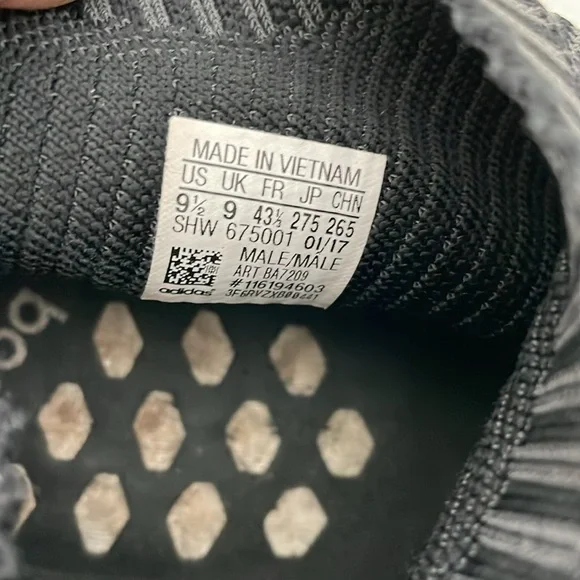 MADE IN VIETNAM
US UK FR JP CHN
9½ 9 43⅓ 275 265
SHW 675001 01/17
MALE/MALE
ART BA7209
#116194603
adidas
boo